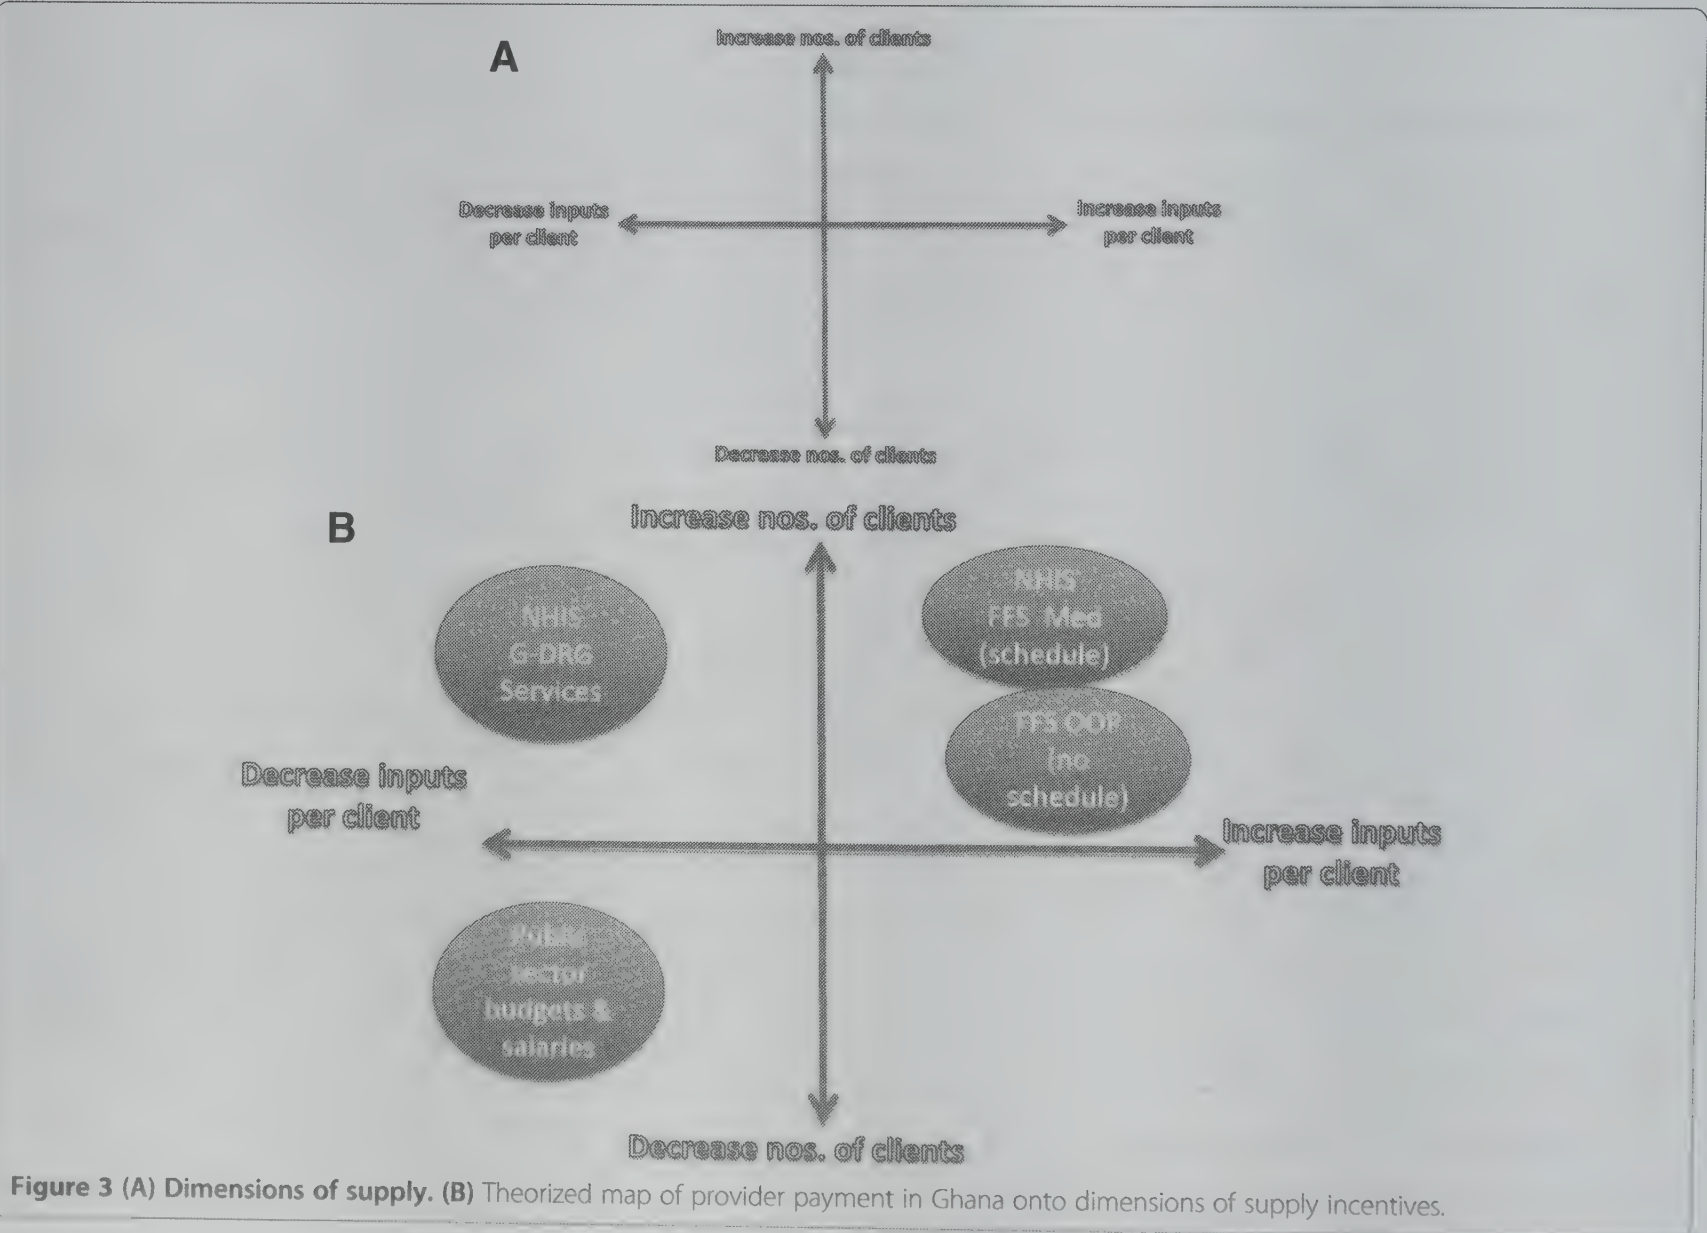 A
Increase nos. of clients
Decrease inputs
per client
Increase inputs
per client
Decrease nos. of clients
B
Increase nos. of clients
NHIS
G-DRG
Services
NHIS
FFS Med
(schedule)
FFS OOP
(no
schedule)
Decrease inputs
per client
Increase inputs
per client
Public
sector
budgets &
salaries
Decrease nos. of clients
Figure 3 (A) Dimensions of supply. (B) Theorized map of provider payment in Ghana onto dimensions of supply incentives.